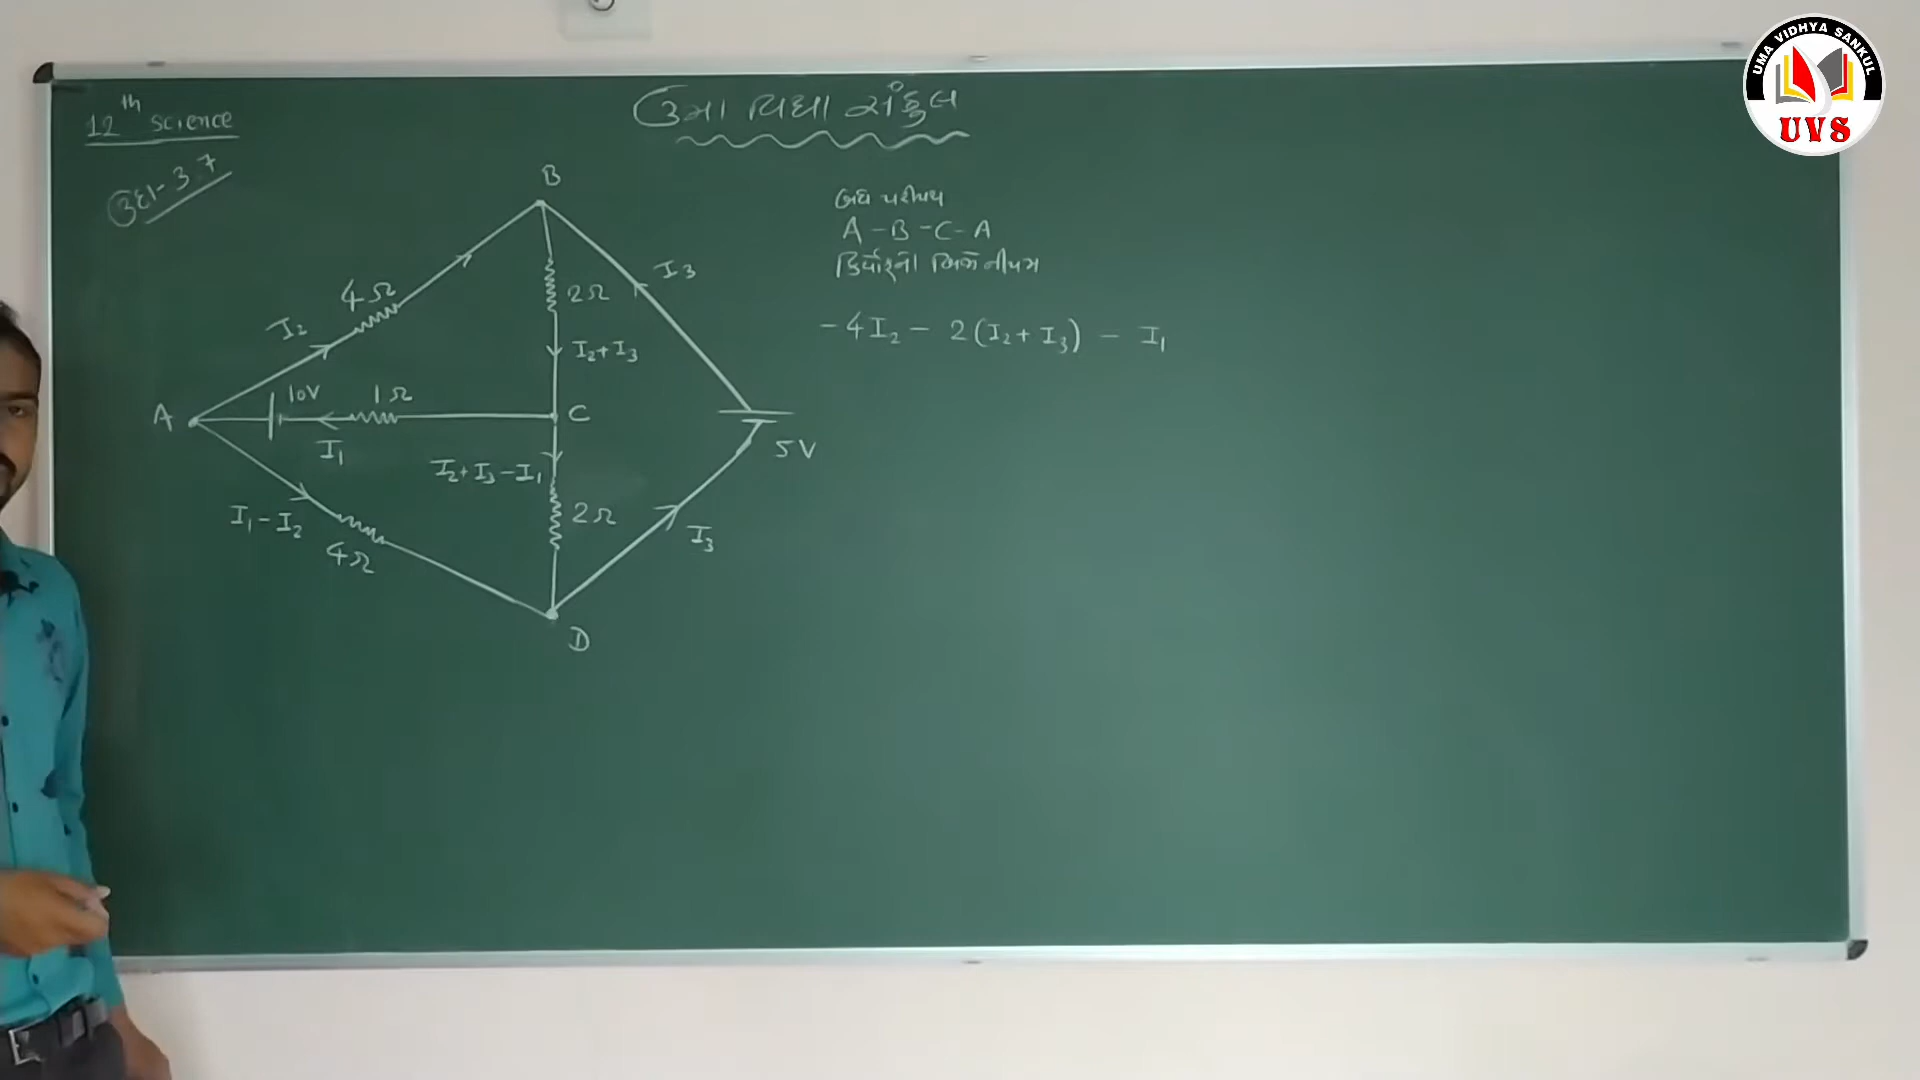 UMA VIDHYA SANKUL
UVS
12th science
ઉમા વિદ્યા સંકુલ
ઉદા-3.7
B
4Ω
I₂
2Ω
I₂+I₃
I₃
A
10V
1Ω
C
I₁
5V
I₂+I₃-I₁
I₁-I₂
4Ω
2Ω
I₃
D
બંધ પરીપથ
A-B-C-A
કિર્ચોફનો બિજો નીયમ
-4I₂ - 2(I₂+I₃) - I₁